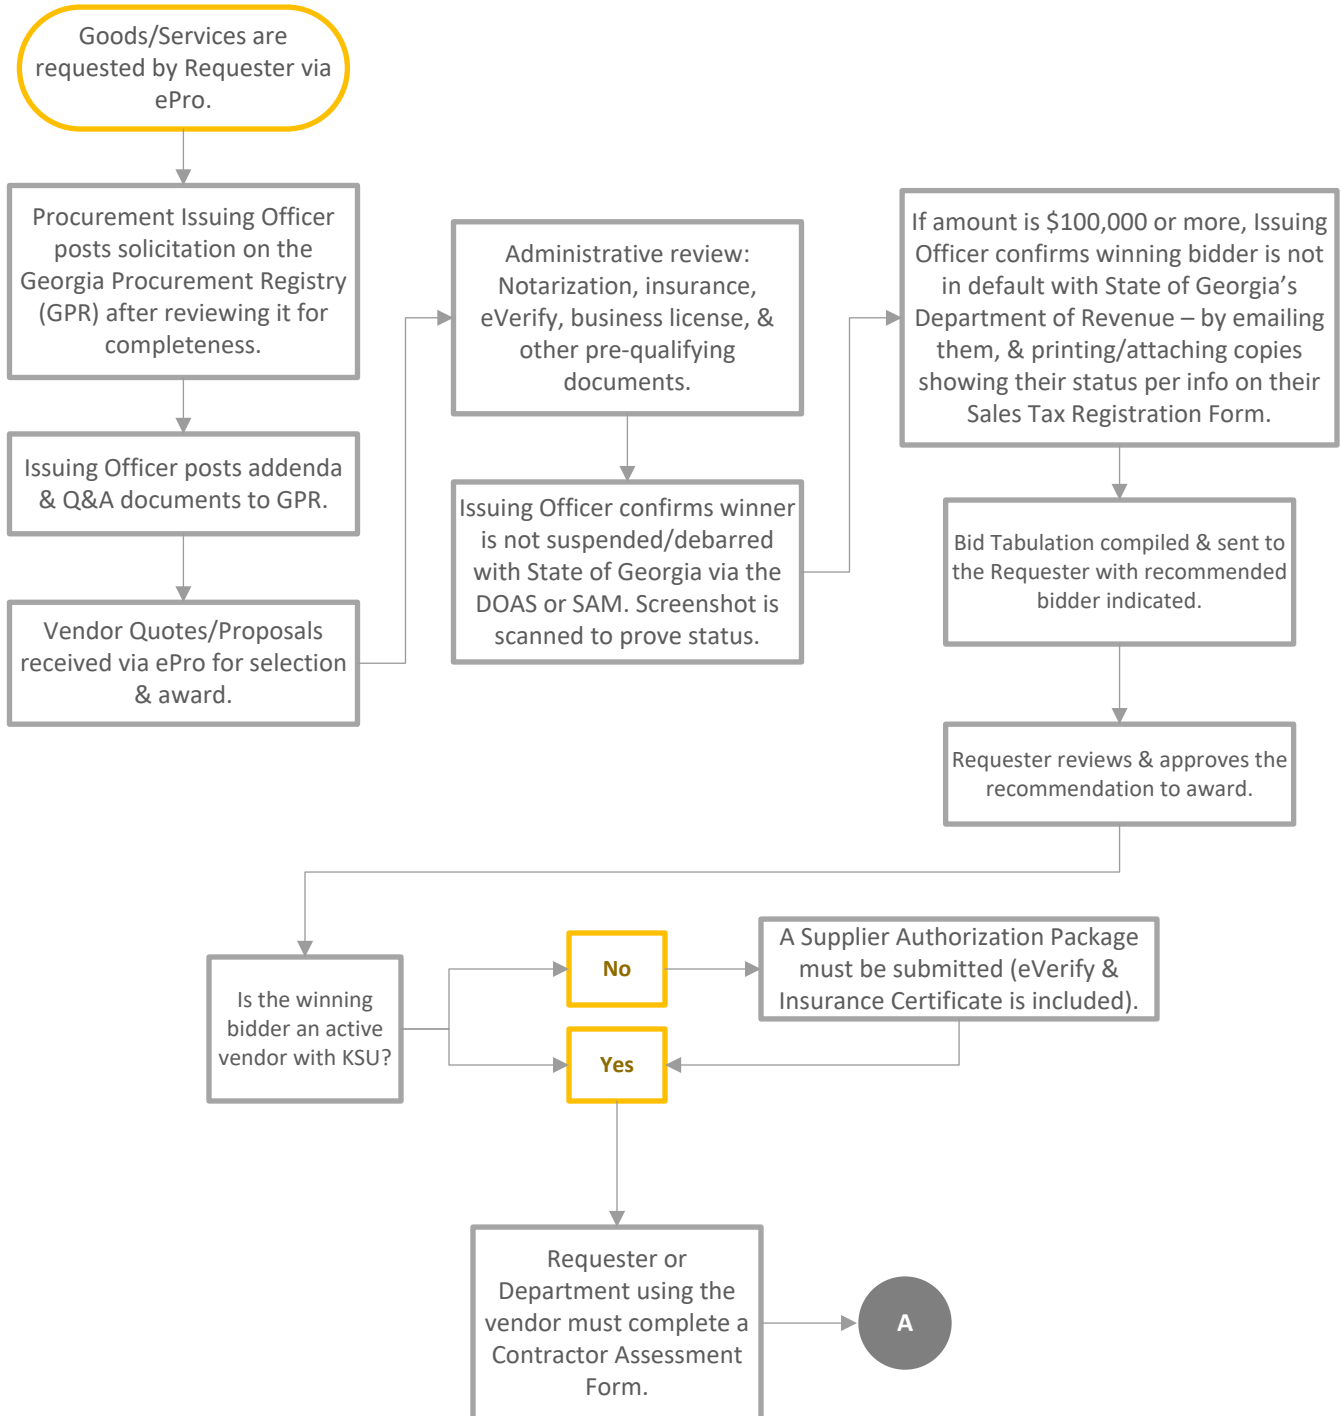 Goods/Services are
requested by Requester via
ePro.
Procurement Issuing Officer
posts solicitation on the
Georgia Procurement Registry
(GPR) after reviewing it for
completeness.
Issuing Officer posts addenda
& Q&A documents to GPR.
Vendor Quotes/Proposals
received via ePro for selection
& award.
Administrative review:
Notarization, insurance,
eVerify, business license, &
other pre-qualifying
documents.
Issuing Officer confirms winner
is not suspended/debarred
with State of Georgia via the
DOAS or SAM. Screenshot is
scanned to prove status.
If amount is $100,000 or more, Issuing
Officer confirms winning bidder is not
in default with State of Georgia’s
Department of Revenue – by emailing
them, & printing/attaching copies
showing their status per info on their
Sales Tax Registration Form.
Bid Tabulation compiled & sent to
the Requester with recommended
bidder indicated.
Requester reviews & approves the
recommendation to award.
Is the winning
bidder an active
vendor with KSU?
No
A Supplier Authorization Package
must be submitted (eVerify &
Insurance Certificate is included).
Yes
Requester or
Department using the
vendor must complete a
Contractor Assessment
Form.
A